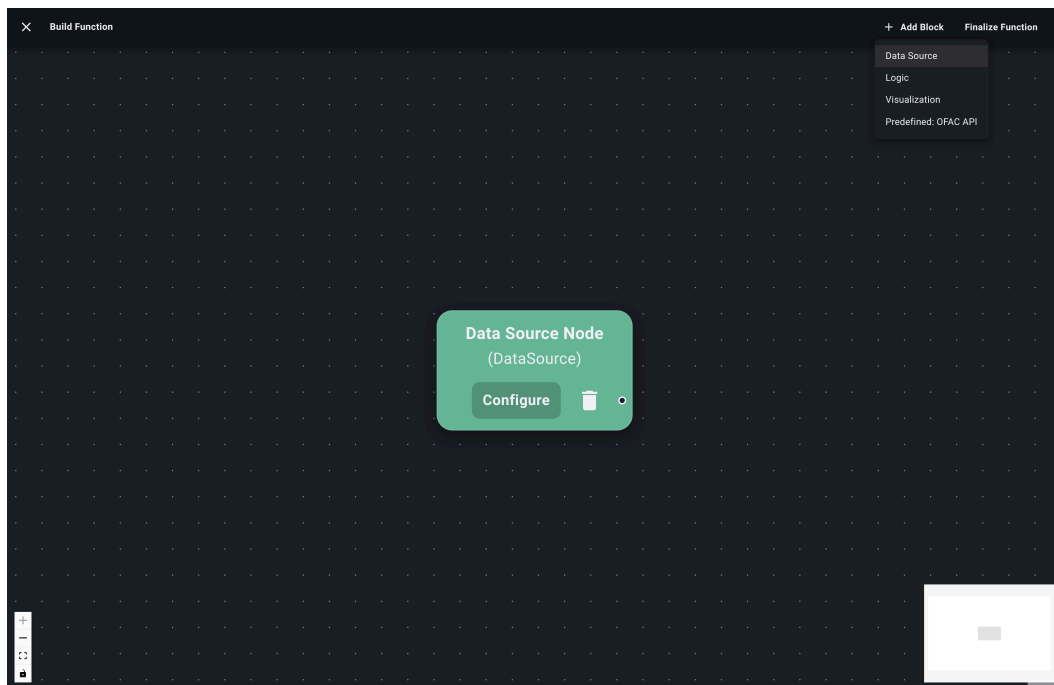 Build Function
Add Block
Finalize Function
Data Source
Logic
Visualization
Predefined: OFAC API
Data Source Node
(DataSource)
Configure